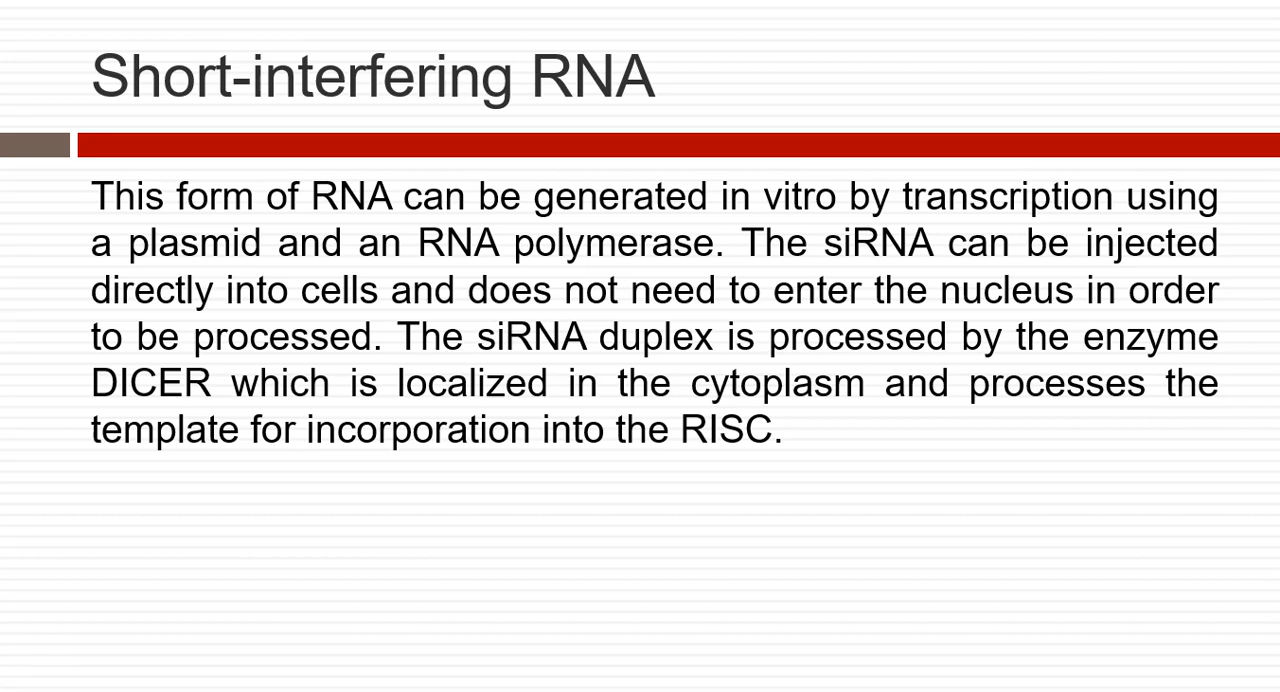 Short-interfering RNA
This form of RNA can be generated in vitro by transcription using
a plasmid and an RNA polymerase. The siRNA can be injected
directly into cells and does not need to enter the nucleus in order
to be processed. The siRNA duplex is processed by the enzyme
DICER which is localized in the cytoplasm and processes the
template for incorporation into the RISC.